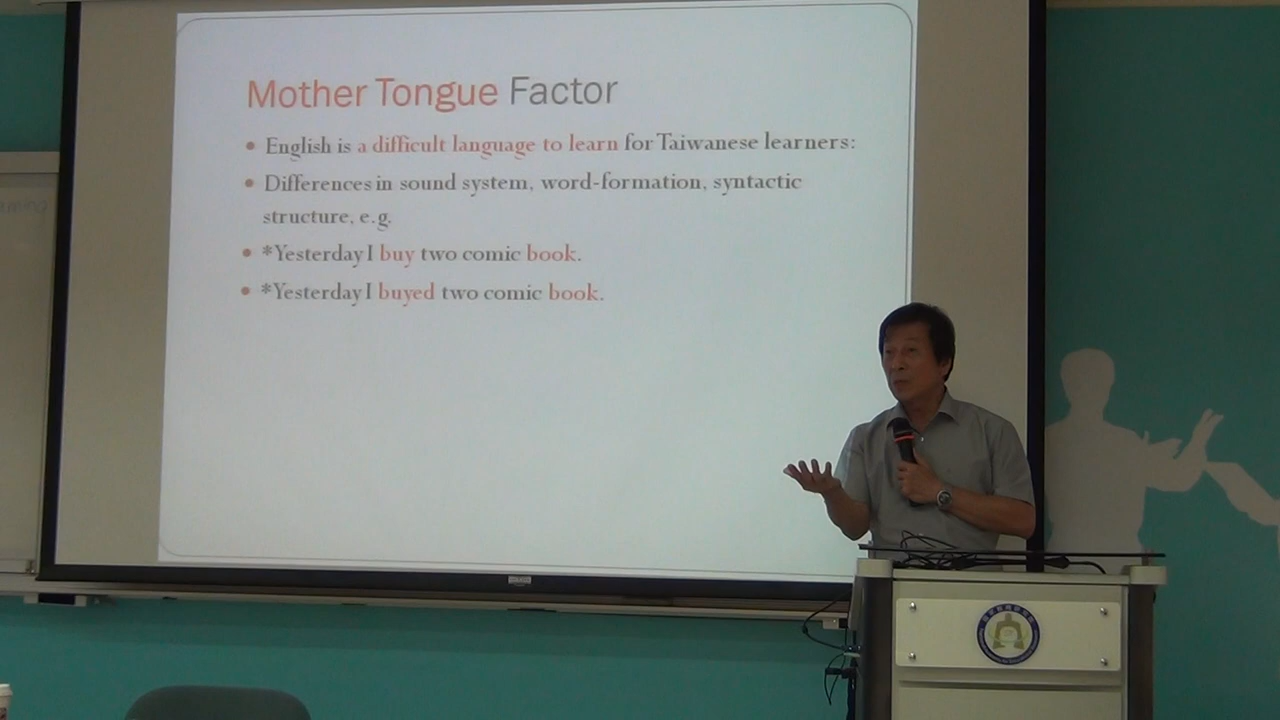 Mother Tongue Factor
• English is a difficult language to learn for Taiwanese learners:
• Differences in sound system, word-formation, syntactic
structure, e.g.
• *Yesterday I buy two comic book.
• *Yesterday I buyed two comic book.